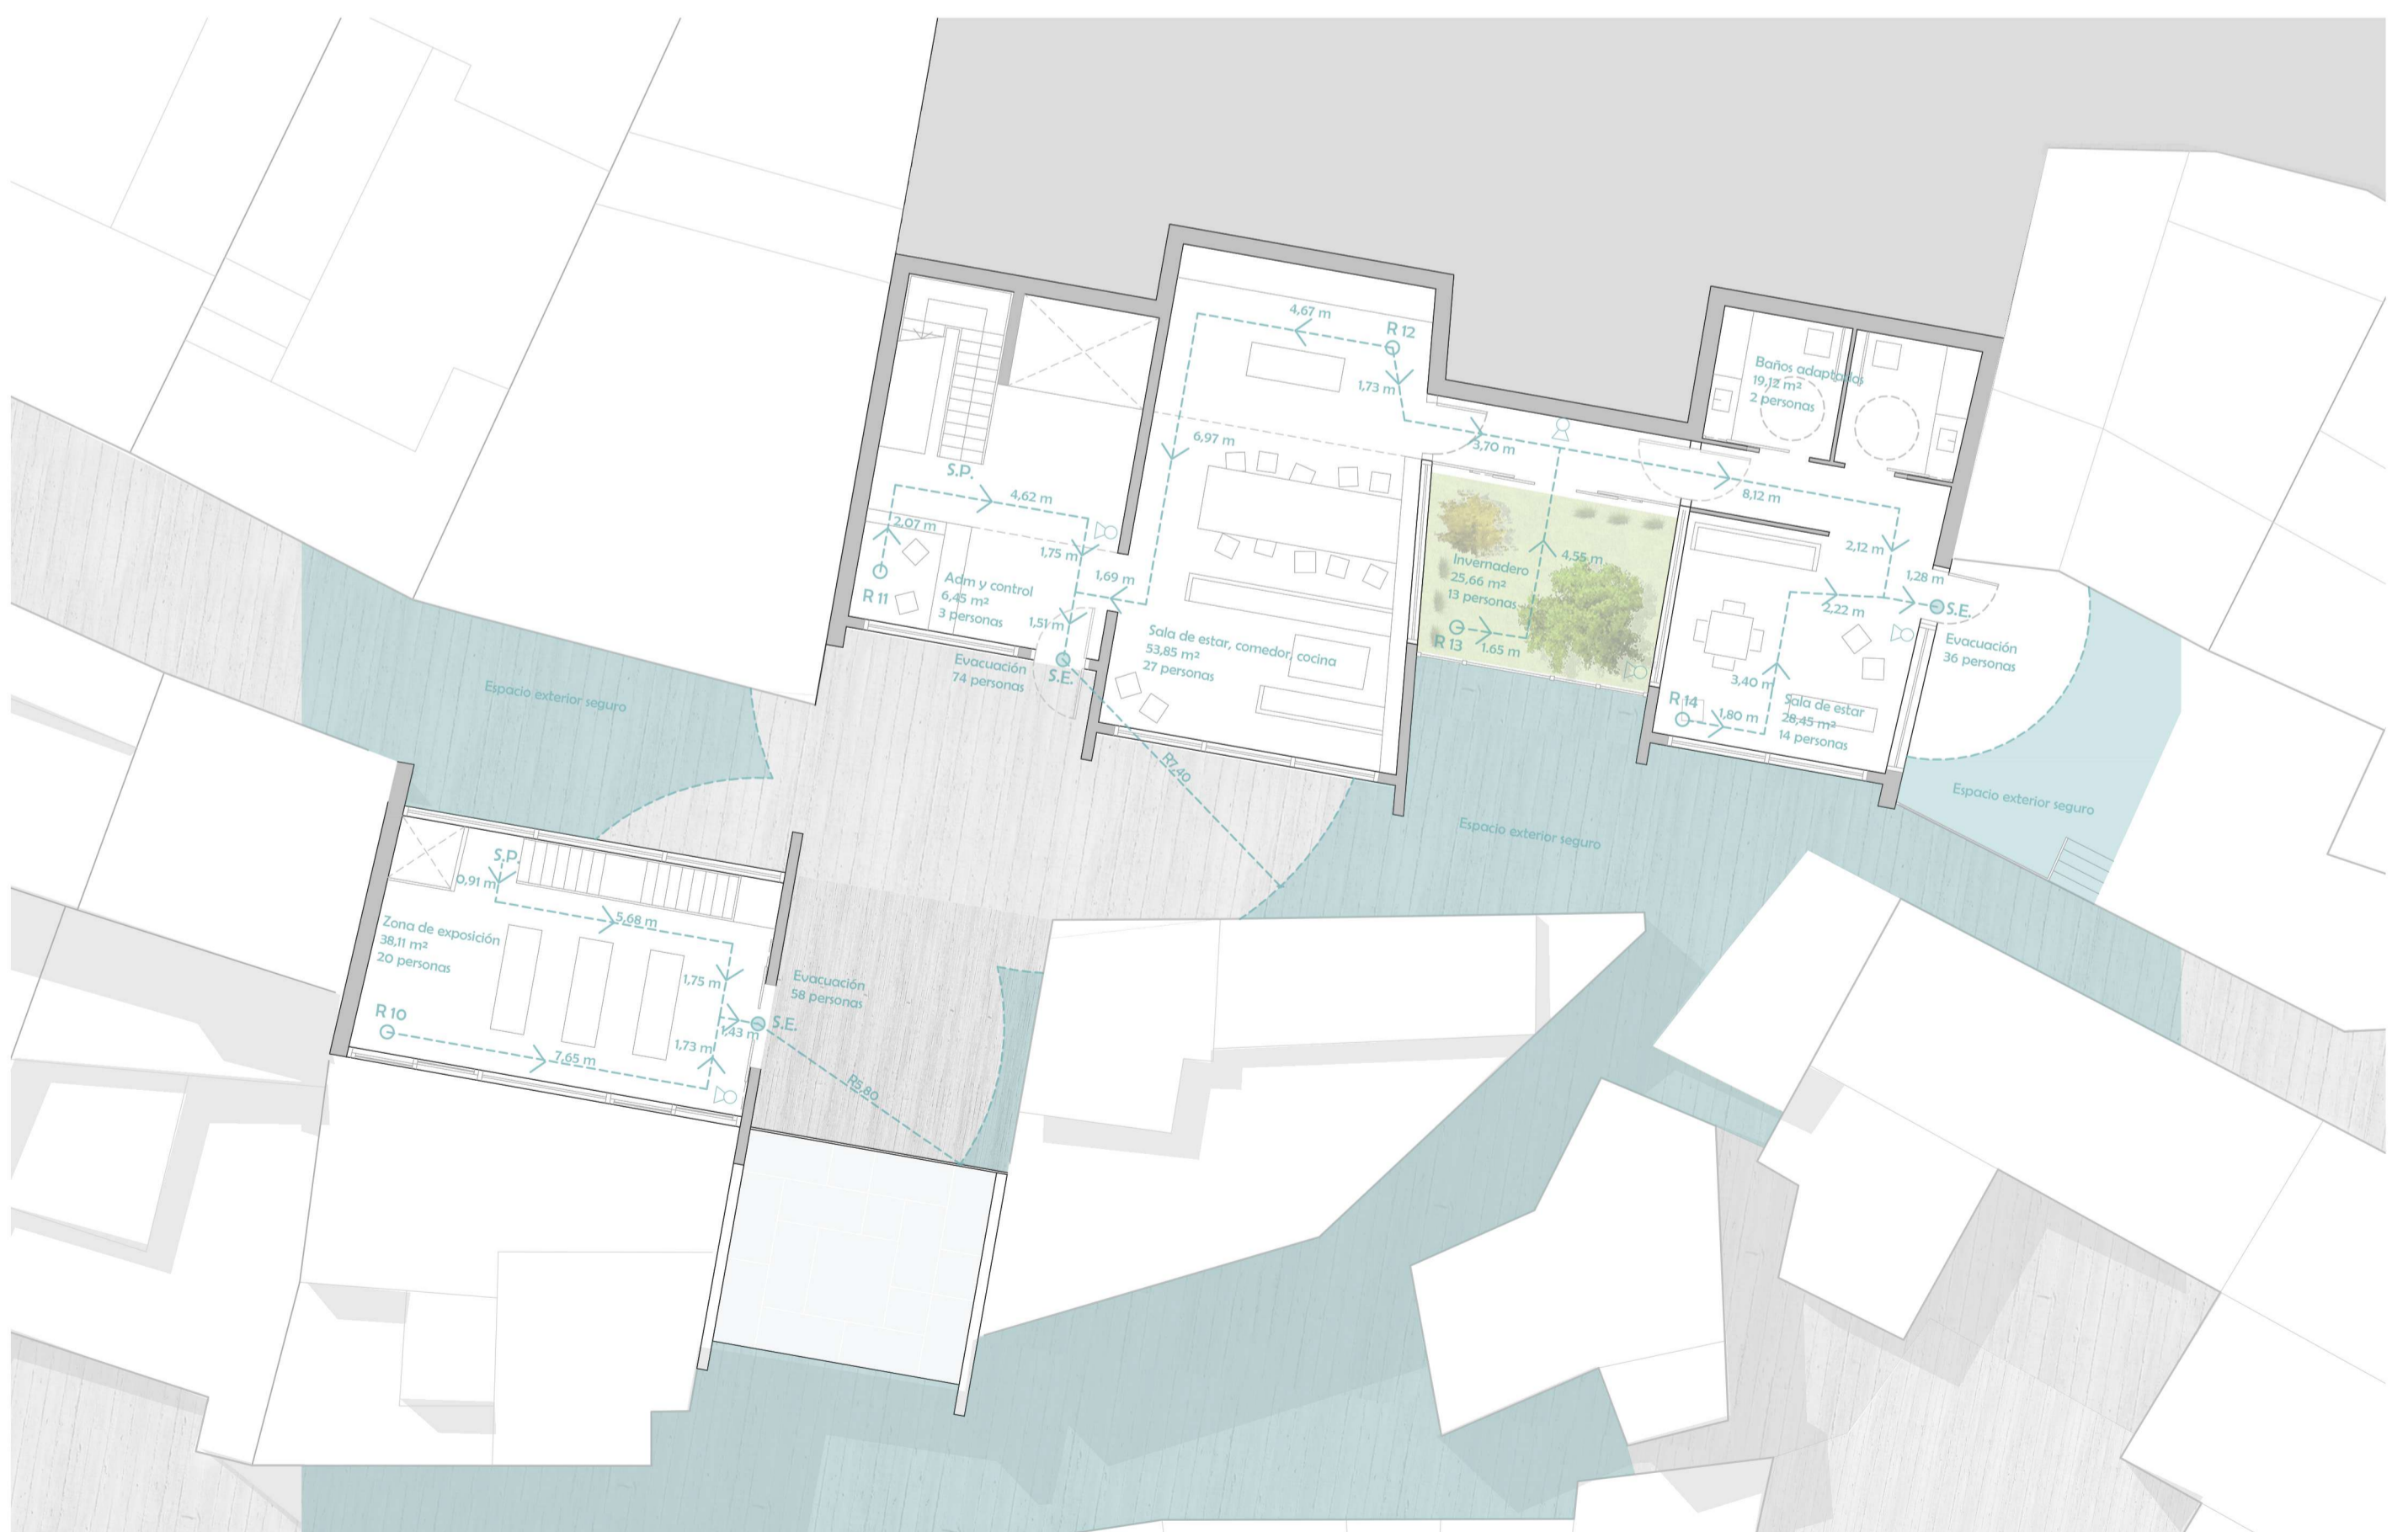 4,67 m
R 12
1,73 m
Baños adaptados
19,12 m²
2 personas
6,97 m
3,70 m
S.P.
4,62 m
8,12 m
2,07 m
1,75 m
4,55 m
2,12 m
Invernadero
25,66 m²
13 personas
1,69 m
Adm y control
6,45 m²
3 personas
R 11
1,28 m
2,22 m
S.E.
1,51 m
Sala de estar, comedor, cocina
53,85 m²
27 personas
R 13
1.65 m
Evacuación
36 personas
Evacuación
74 personas
S.E.
3,40 m
Espacio exterior seguro
R 14
1,80 m
Sala de estar
28,45 m²
14 personas
R7,40
Espacio exterior seguro
Espacio exterior seguro
S.P.
0,91 m
5,68 m
Zona de exposición
38,11 m²
20 personas
1,75 m
Evacuación
58 personas
R 10
S.E.
1,43 m
1,73 m
7,65 m
R5,80